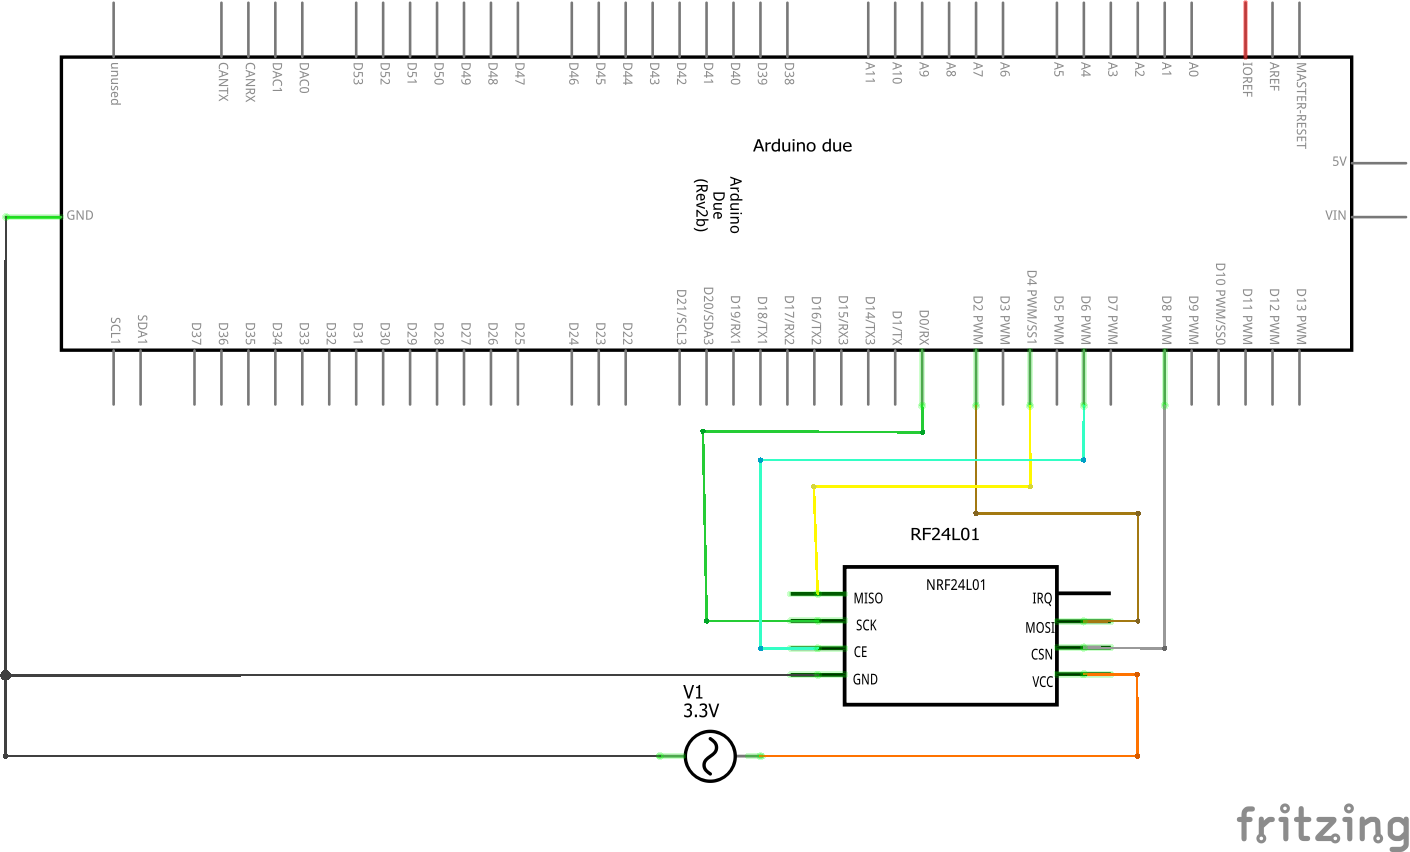 unused
CANTX
CANRX
DAC1
DAC0
D53
D52
D51
D50
D49
D48
D47
D46
D45
D44
D43
D42
D41
D40
D39
D38
A11
A10
A9
A8
A7
A6
A5
A4
A3
A2
A1
A0
IOREF
AREF
MASTER-RESET
Arduino due
5V
Arduino
Due
(Rev2b)
GND
VIN
SCL1
SDA1
D37
D36
D35
D34
D33
D32
D31
D30
D29
D28
D27
D26
D25
D24
D23
D22
D21/SCL3
D20/SDA3
D19/RX1
D18/TX1
D17/RX2
D16/TX2
D15/RX3
D14/TX3
D1/TX
D0/RX
D2 PWM
D3 PWM
D4 PWM/SS1
D5 PWM
D6 PWM
D7 PWM
D8 PWM
D9 PWM
D10 PWM/SS0
D11 PWM
D12 PWM
D13 PWM
RF24L01
NRF24L01
MISO
IRQ
SCK
MOSI
CE
CSN
GND
VCC
V1
3.3V
fritzing